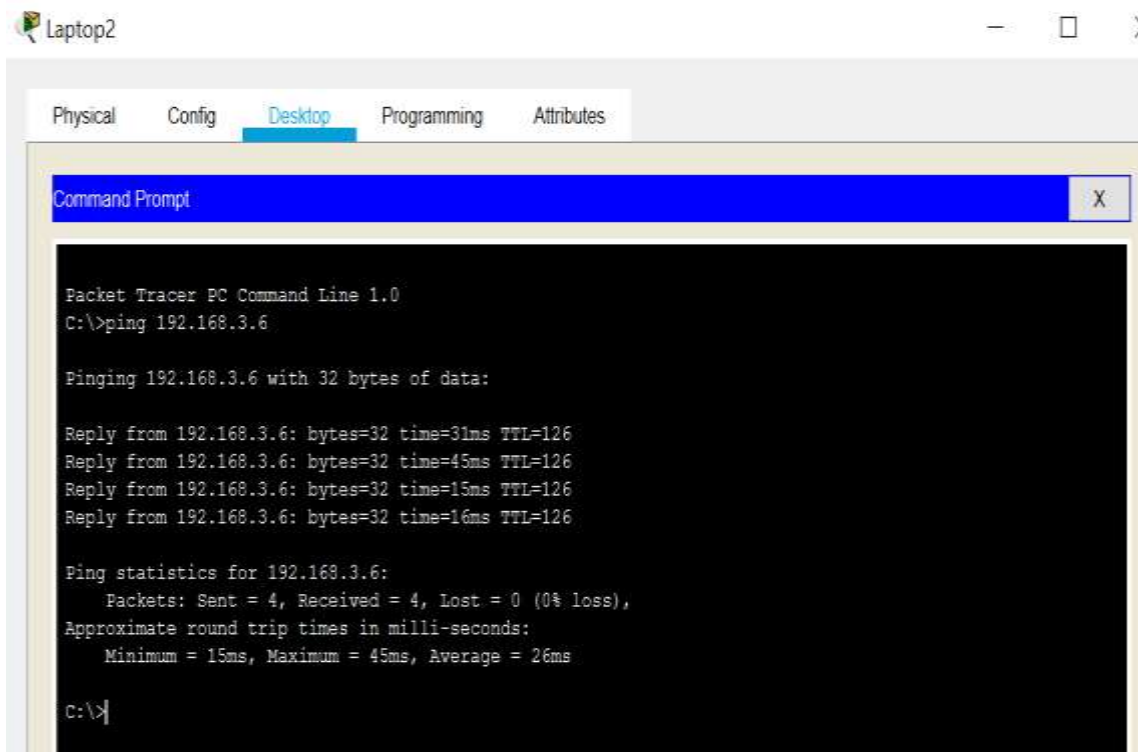 Laptop2
Physical Config Desktop Programming Attributes
Command Prompt X
Packet Tracer PC Command Line 1.0
C:\>ping 192.168.3.6
Pinging 192.168.3.6 with 32 bytes of data:
Reply from 192.168.3.6: bytes=32 time=31ms TTL=126
Reply from 192.168.3.6: bytes=32 time=45ms TTL=126
Reply from 192.168.3.6: bytes=32 time=15ms TTL=126
Reply from 192.168.3.6: bytes=32 time=16ms TTL=126
Ping statistics for 192.168.3.6:
Packets: Sent = 4, Received = 4, Lost = 0 (0% loss),
Approximate round trip times in milli-seconds:
Minimum = 15ms, Maximum = 45ms, Average = 26ms
C:\>